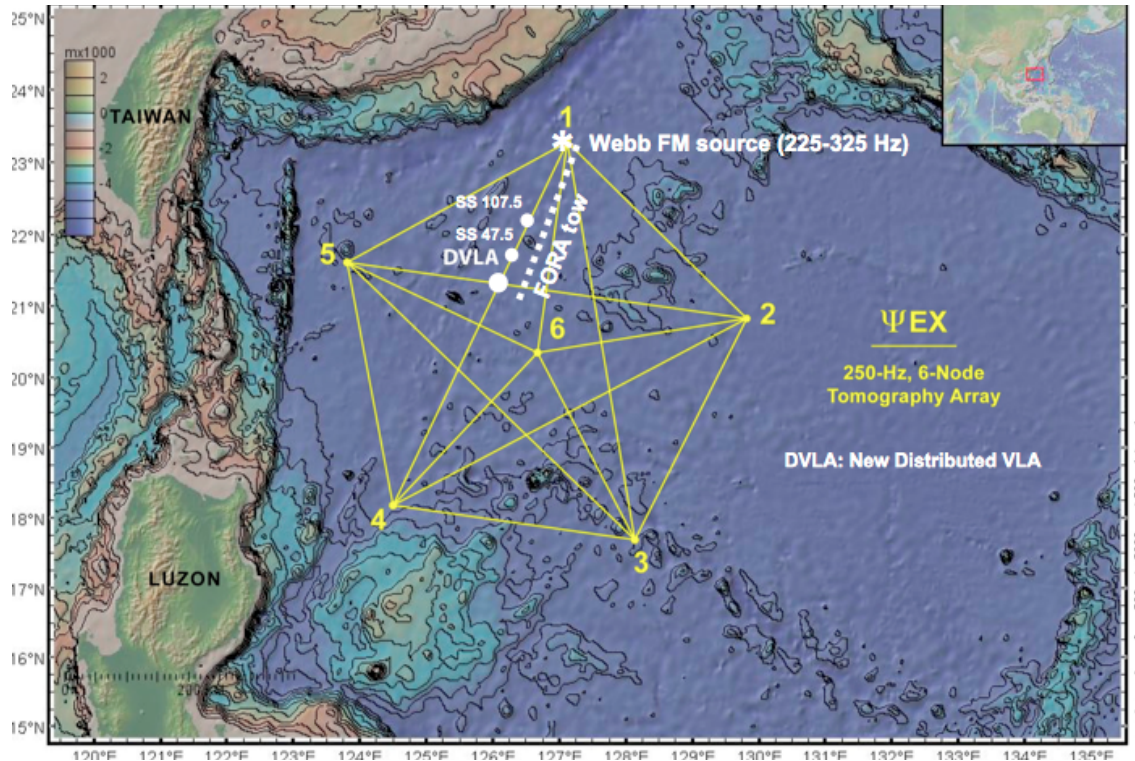 25°N
24°N
23°N
22°N
21°N
20°N
19°N
18°N
17°N
16°N
15°N
mx1000
2
0
-2
-4
TAIWAN
LUZON
1
Webb FM source (225-325 Hz)
SS 107.5
SS 47.5
DVLA
FORA tow
5
2
6
4
3
ΨEX
250-Hz, 6-Node
Tomography Array
DVLA: New Distributed VLA
120°E
121°E
122°E
123°E
124°E
125°E
126°E
127°E
128°E
129°E
130°E
131°E
132°E
133°E
134°E
135°E